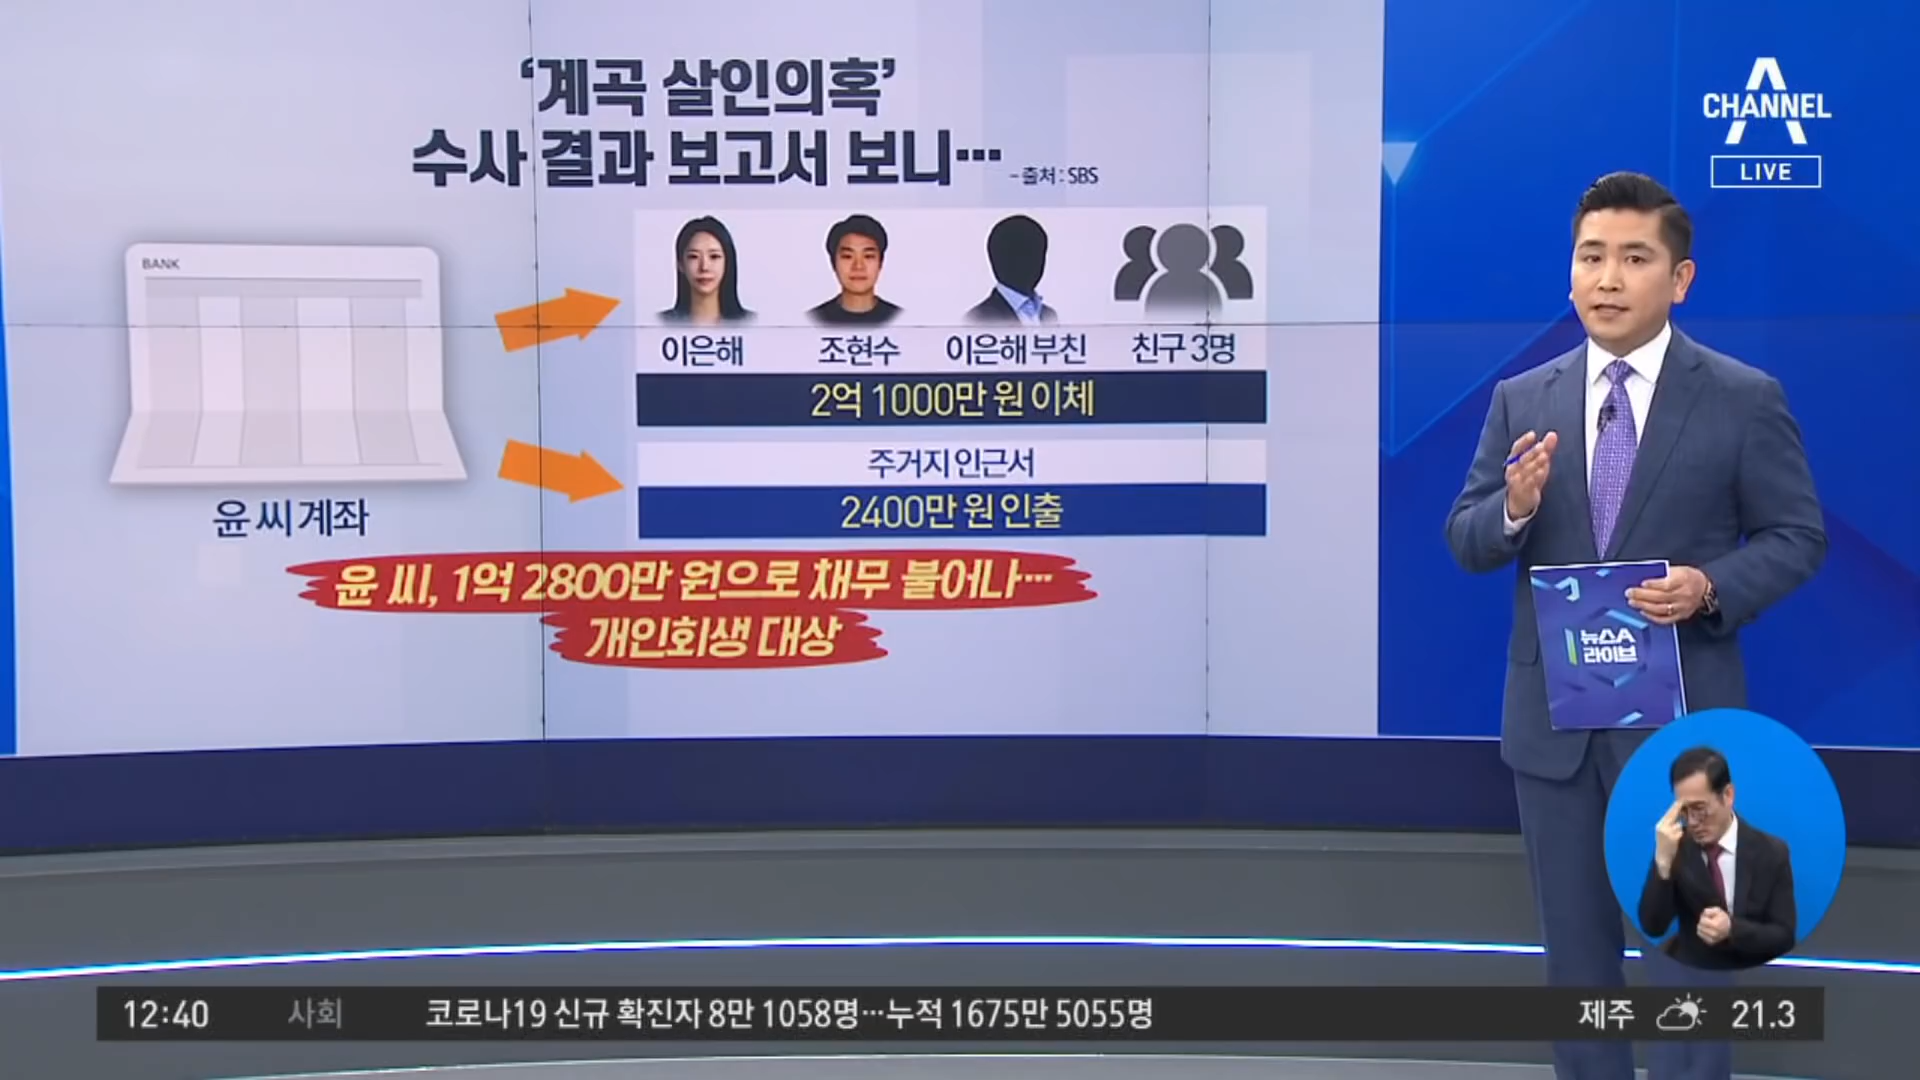 '계곡 살인의혹'
수사 결과 보고서 보니…
- 출처 : SBS
CHANNEL A
LIVE
BANK
윤 씨 계좌
이은해
조현수
이은해 부친
친구 3명
2억 1000만 원 이체
주거지 인근서
2400만 원 인출
윤 씨, 1억 2800만 원으로 채무 불어나…
개인회생 대상
뉴스A
라이브
12:40 사회 코로나19 신규 확진자 8만 1058명…누적 1675만 5055명 제주 21.3